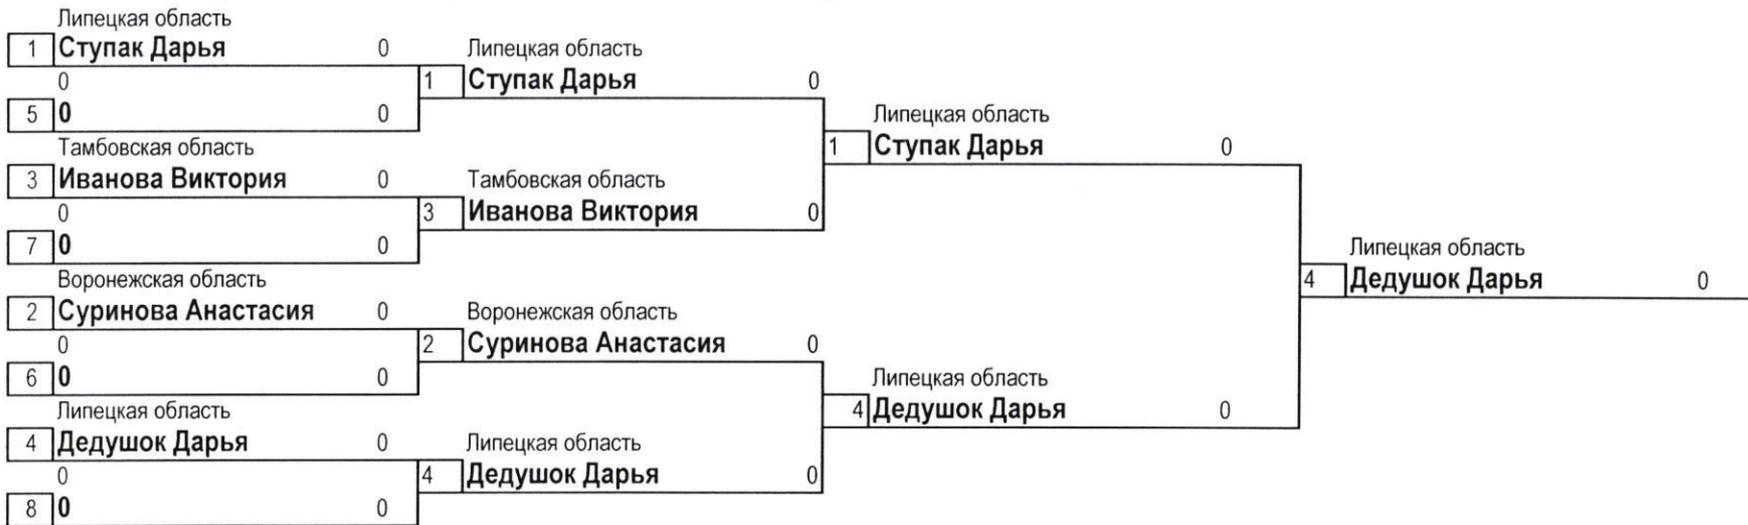 Липецкая область
1 Ступак Дарья 0
0
5 0 0
Тамбовская область
3 Иванова Виктория 0
0
7 0 0
Воронежская область
2 Суринова Анастасия 0
0
6 0 0
Липецкая область
4 Дедушок Дарья 0
0
8 0 0
Липецкая область
1 Ступак Дарья 0
Тамбовская область
3 Иванова Виктория 0
Воронежская область
2 Суринова Анастасия 0
Липецкая область
4 Дедушок Дарья 0
Липецкая область
1 Ступак Дарья 0
Липецкая область
4 Дедушок Дарья 0
Липецкая область
4 Дедушок Дарья 0